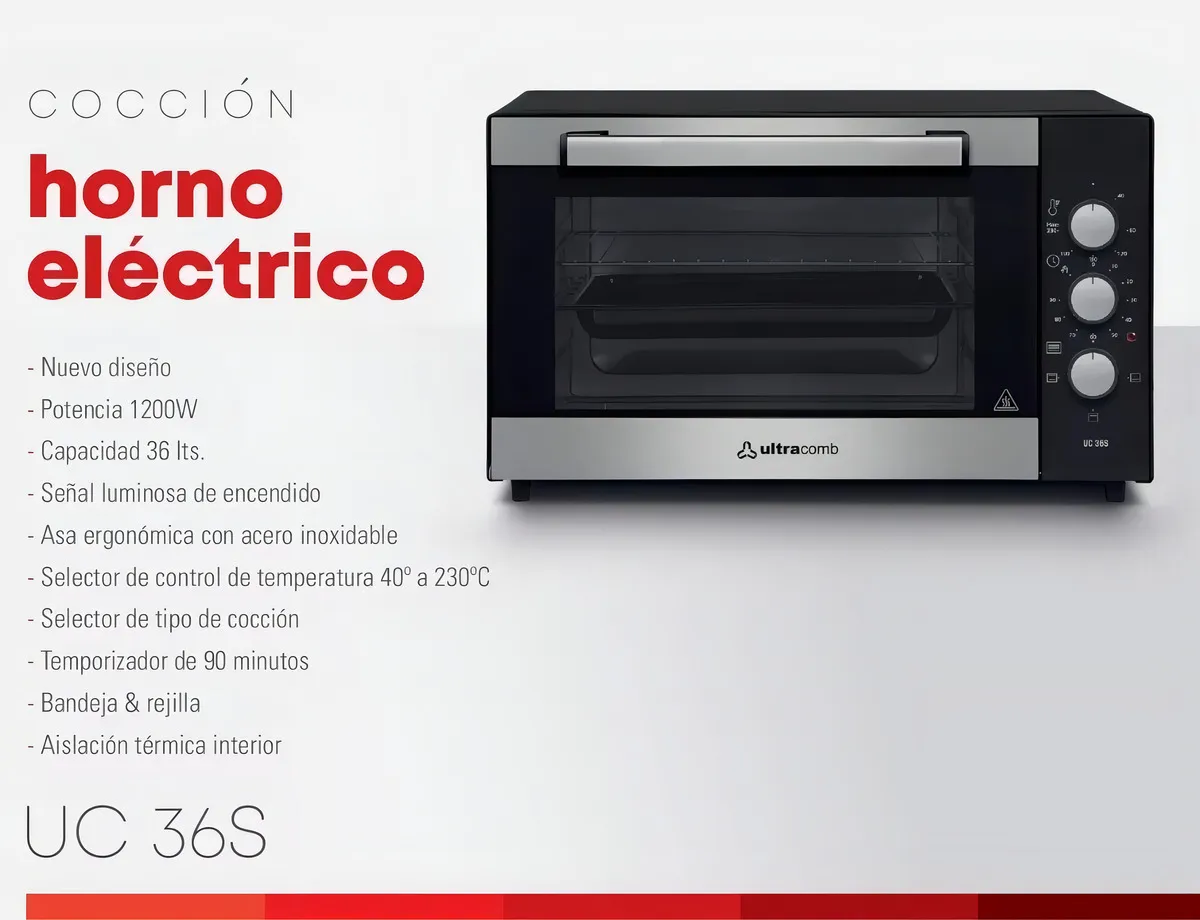 COCCIÓN
horno
eléctrico
- Nuevo diseño
- Potencia 1200W
- Capacidad 36 lts.
- Señal luminosa de encendido
- Asa ergonómica con acero inoxidable
- Selector de control de temperatura 40º a 230ºC
- Selector de tipo de cocción
- Temporizador de 90 minutos
- Bandeja & rejilla
- Aislación térmica interior
UC 36S
ultracomb
UC 36S